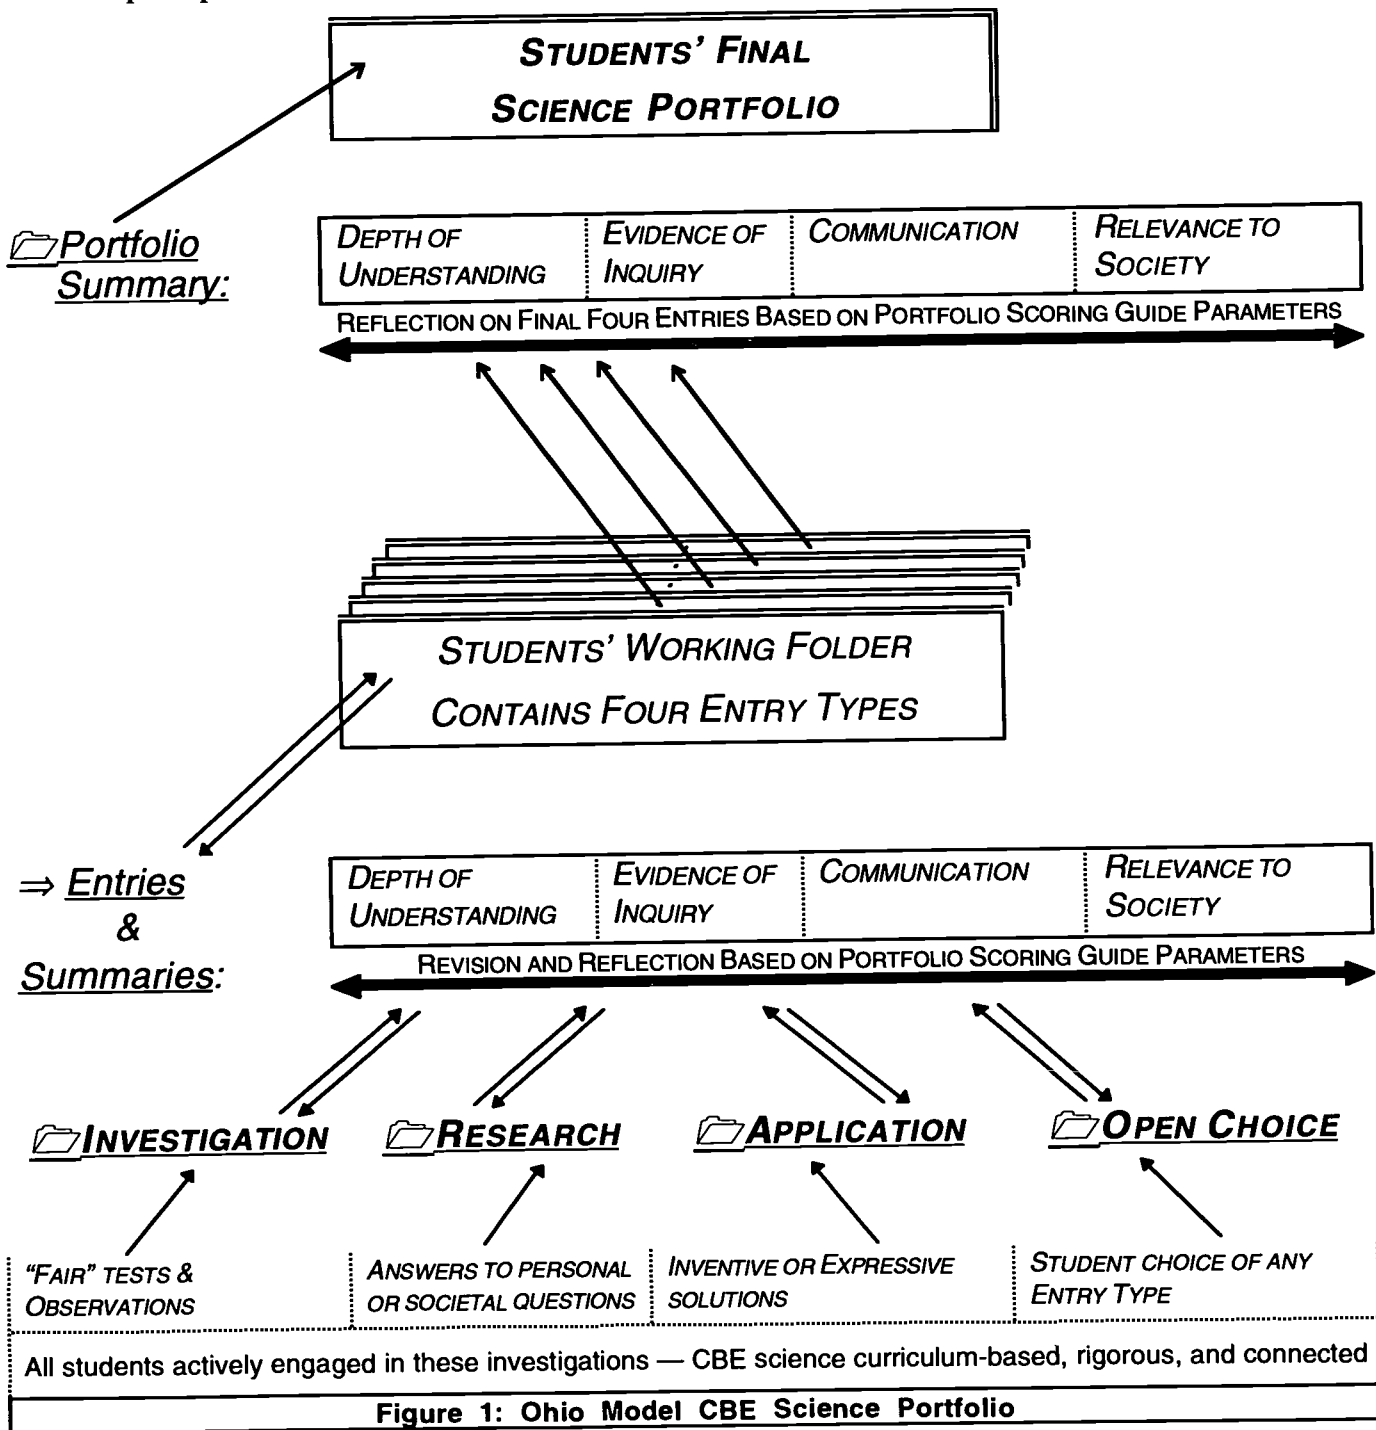 STUDENTS' FINAL
SCIENCE PORTFOLIO
Portfolio
Summary:
DEPTH OF
UNDERSTANDING
EVIDENCE OF
INQUIRY
COMMUNICATION
RELEVANCE TO
SOCIETY
REFLECTION ON FINAL FOUR ENTRIES BASED ON PORTFOLIO SCORING GUIDE PARAMETERS
STUDENTS' WORKING FOLDER
CONTAINS FOUR ENTRY TYPES
⇒ Entries
&
Summaries:
DEPTH OF
UNDERSTANDING
EVIDENCE OF
INQUIRY
COMMUNICATION
RELEVANCE TO
SOCIETY
REVISION AND REFLECTION BASED ON PORTFOLIO SCORING GUIDE PARAMETERS
INVESTIGATION
RESEARCH
APPLICATION
OPEN CHOICE
"FAIR" TESTS &
OBSERVATIONS
ANSWERS TO PERSONAL
OR SOCIETAL QUESTIONS
INVENTIVE OR EXPRESSIVE
SOLUTIONS
STUDENT CHOICE OF ANY
ENTRY TYPE
All students actively engaged in these investigations — CBE science curriculum-based, rigorous, and connected
Figure 1: Ohio Model CBE Science Portfolio